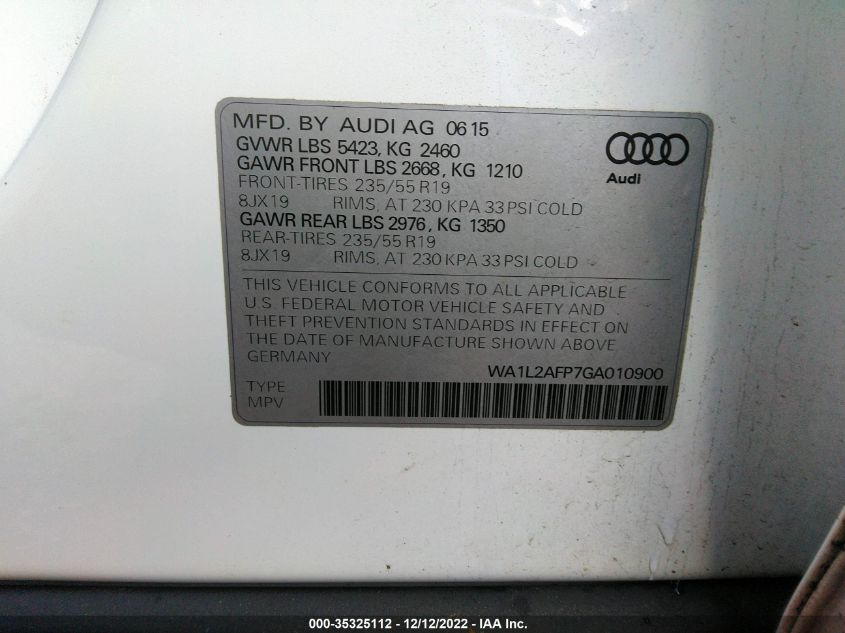 MFD. BY AUDI AG 06 15
GVWR LBS 5423, KG 2460
GAWR FRONT LBS 2668, KG 1210
FRONT-TIRES 235/55 R19
8JX19 RIMS, AT 230 KPA 33 PSI COLD
GAWR REAR LBS 2976, KG 1350
REAR-TIRES 235/55 R19
8JX19 RIMS, AT 230 KPA 33 PSI COLD
Audi
THIS VEHICLE CONFORMS TO ALL APPLICABLE
U.S. FEDERAL MOTOR VEHICLE SAFETY AND
THEFT PREVENTION STANDARDS IN EFFECT ON
THE DATE OF MANUFACTURE SHOWN ABOVE
GERMANY
WA1L2AFP7GA010900
TYPE
MPV
000-35325112 - 12/12/2022 - IAA Inc.